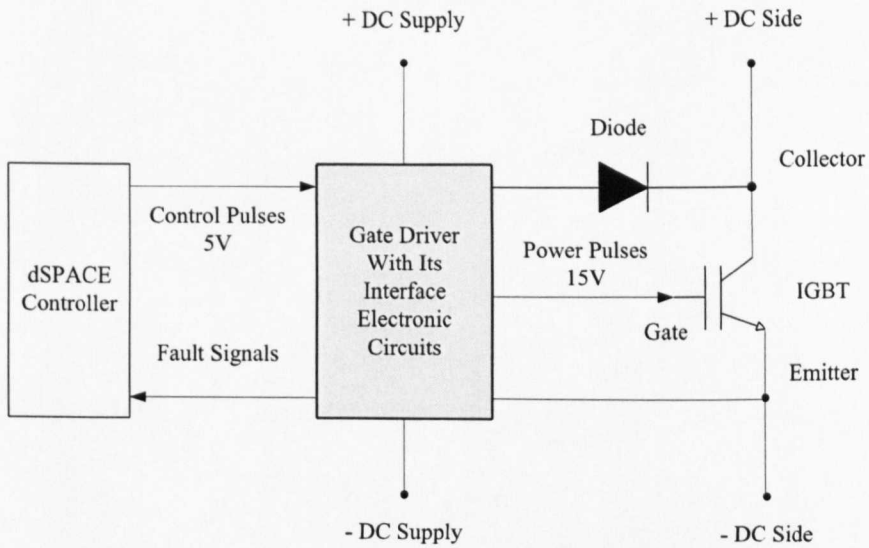 + DC Supply
+ DC Side
Diode
Collector
Control Pulses
5V
dSPACE
Controller
Gate Driver
With Its
Interface
Electronic
Circuits
Power Pulses
15V
IGBT
Gate
Fault Signals
Emitter
- DC Supply
- DC Side